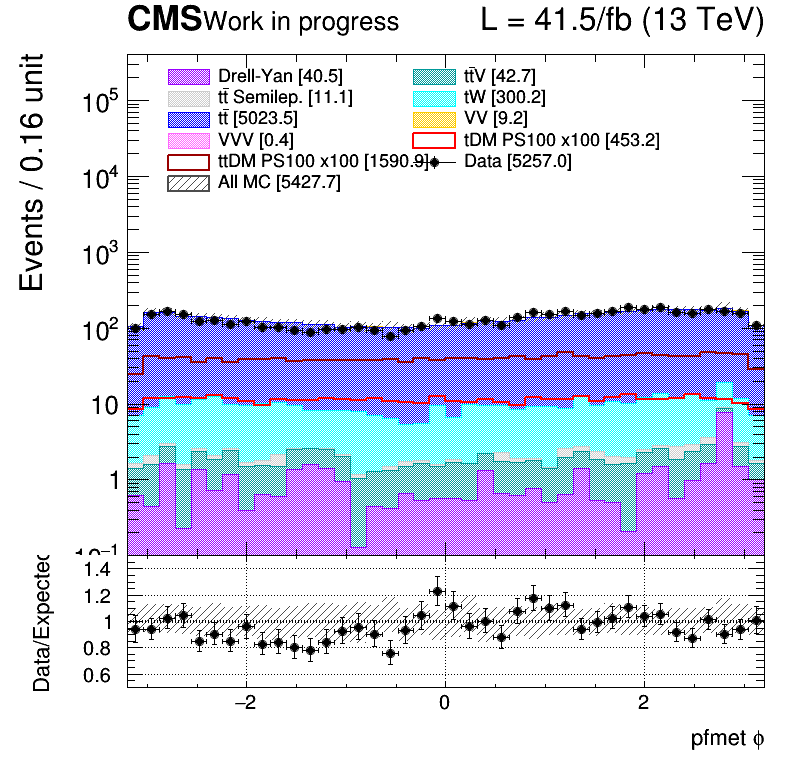 CMS Work in progress L = 41.5/fb (13 TeV)
Events / 0.16 unit
Drell-Yan [40.5]
tt̄V [42.7]
tt̄ Semilep. [11.1]
tW [300.2]
tt̄ [5023.5]
VV [9.2]
VVV [0.4]
tDM PS100 x100 [453.2]
ttDM PS100 x100 [1590.9]
Data [5257.0]
All MC [5427.7]
10⁵
10⁴
10³
10²
10
1
10⁻¹
Data/Expected
1.4
1.2
1
0.8
0.6
−2 0 2
pfmet ϕ